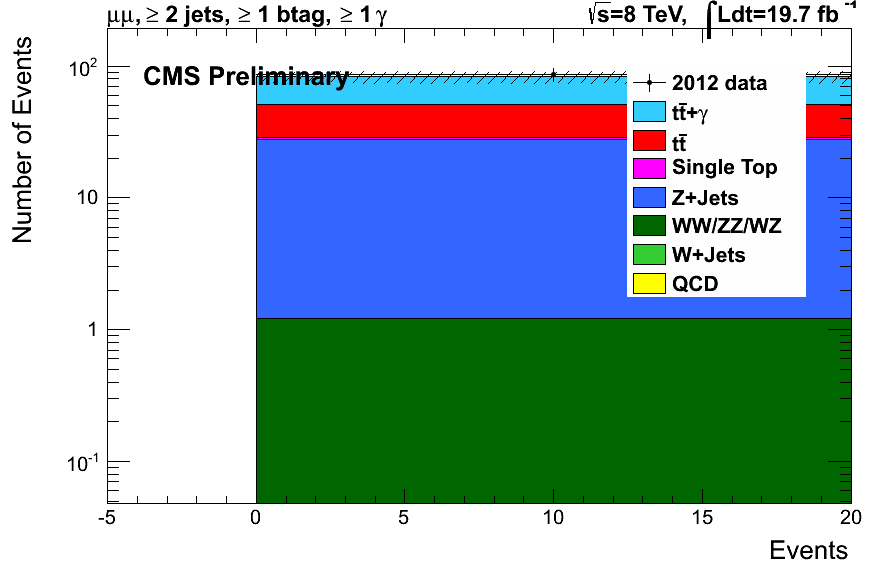 μμ, ≥ 2 jets, ≥ 1 btag, ≥ 1 γ
√s=8 TeV, ∫Ldt=19.7 fb⁻¹
Number of Events
CMS Preliminary
10²
10
1
10⁻¹
2012 data
tt̄+γ
tt̄
Single Top
Z+Jets
WW/ZZ/WZ
W+Jets
QCD
-5 0 5 10 15 20
Events